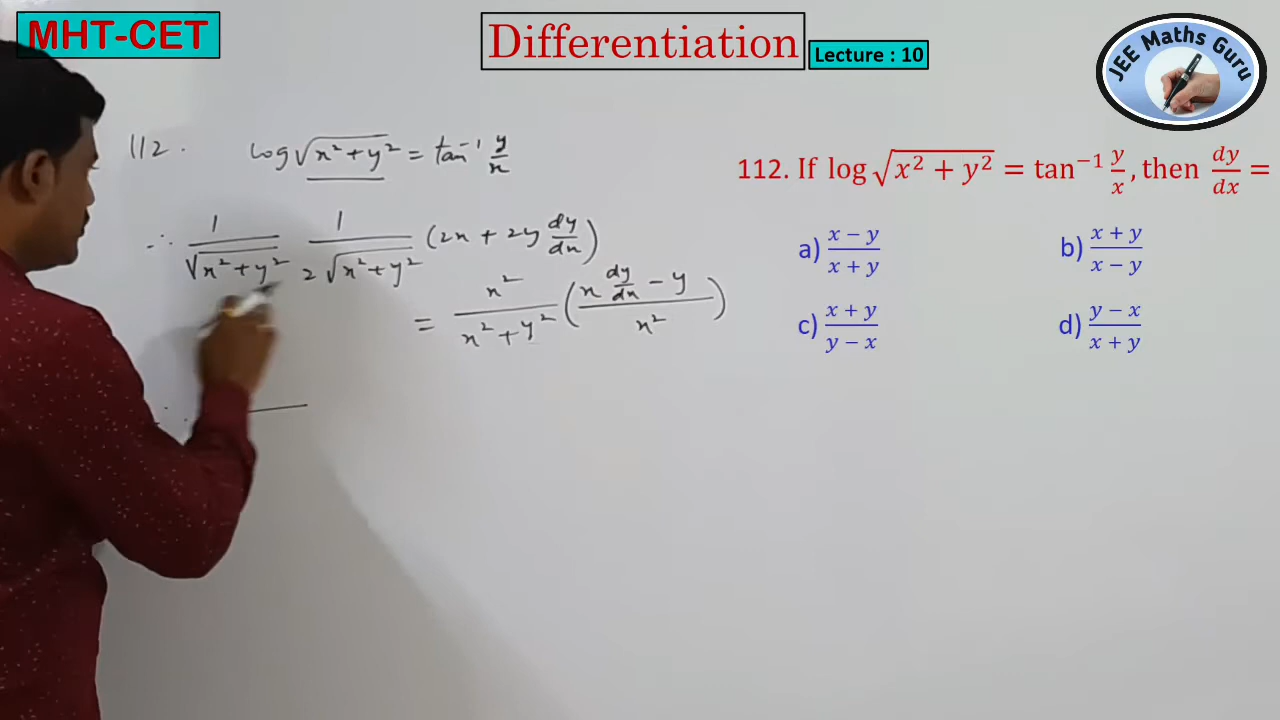 MHT-CET
Differentiation
Lecture : 10
JEE Maths Guru
112. log √(x² + y²) = tan⁻¹ y/x
∴ 1/√(x² + y²) 1/(2√(x² + y²)) (2x + 2y dy/dx)
= x²/(x² + y²) ((x dy/dx − y)/x²)
112. If log √(x² + y²) = tan⁻¹ y/x, then dy/dx =
a) (x − y)/(x + y) b) (x + y)/(x − y)
c) (x + y)/(y − x) d) (y − x)/(x + y)